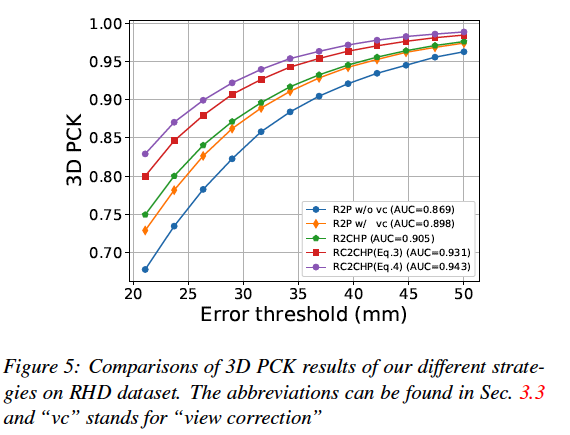 1.00
0.95
0.90
0.85
0.80
0.75
0.70
3D PCK
R2P w/o vc (AUC=0.869)
R2P w/ vc (AUC=0.898)
R2CHP (AUC=0.905)
RC2CHP(Eq.3) (AUC=0.931)
RC2CHP(Eq.4) (AUC=0.943)
20 25 30 35 40 45 50
Error threshold (mm)
Figure 5: Comparisons of 3D PCK results of our different strate-
gies on RHD dataset. The abbreviations can be found in Sec. 3.3
and “vc” stands for “view correction”